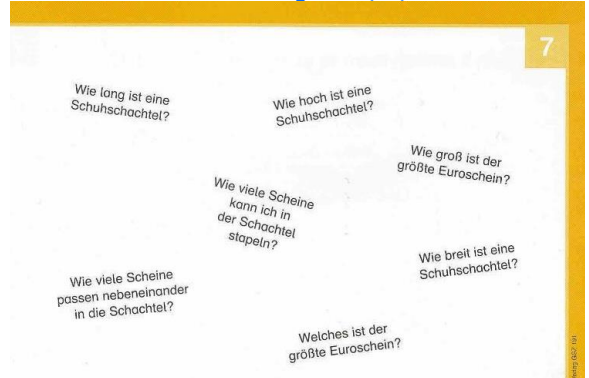 7
Wie lang ist eine
Schuhschachtel?
Wie hoch ist eine
Schuhschachtel?
Wie groß ist der
größte Euroschein?
Wie viele Scheine
kann ich in
der Schachtel
stapeln?
Wie breit ist eine
Schuhschachtel?
Wie viele Scheine
passen nebeneinander
in die Schachtel?
Welches ist der
größte Euroschein?